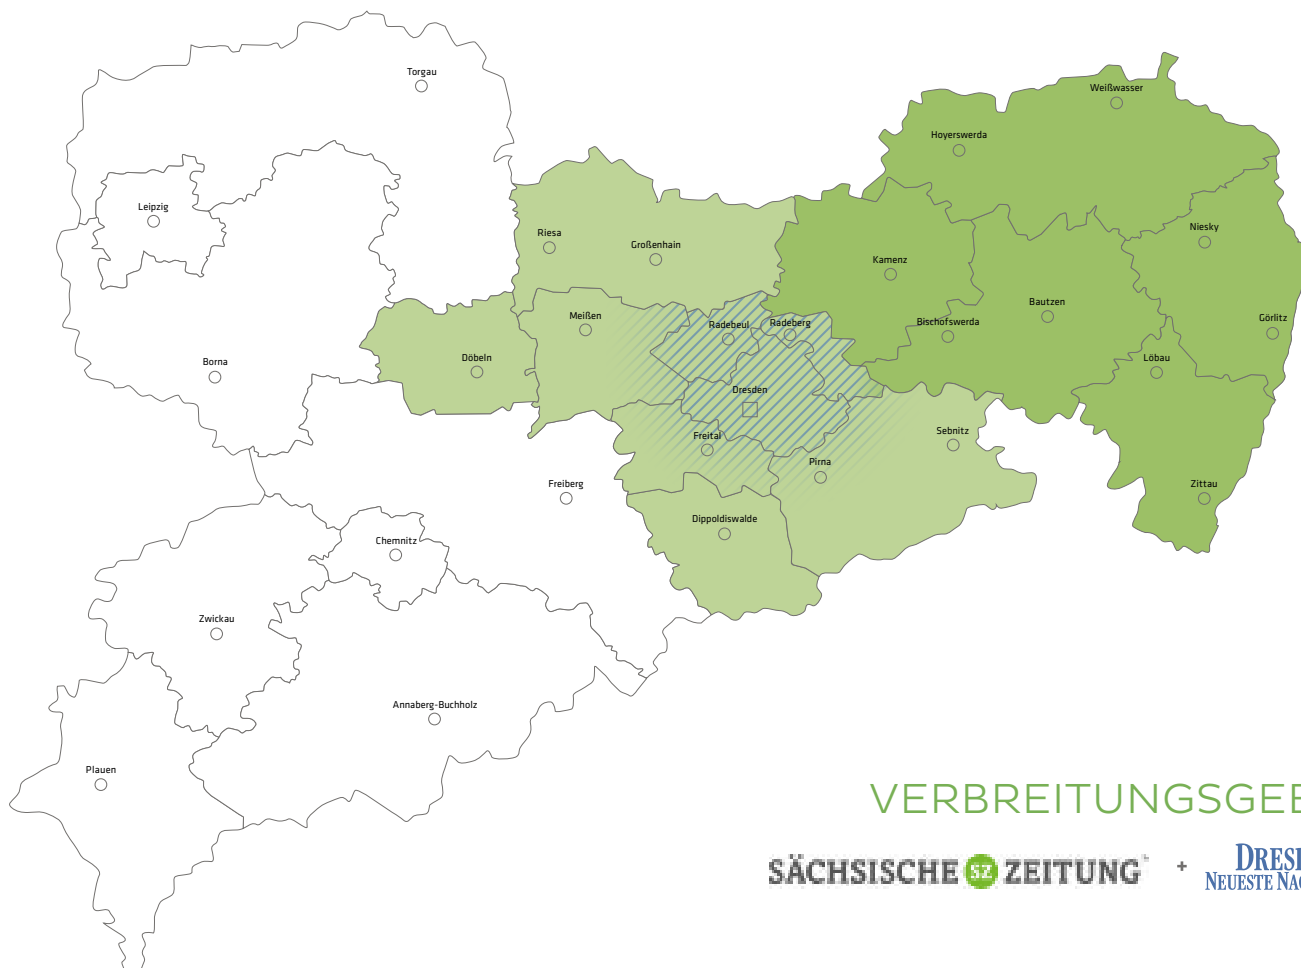 Torgau
Weißwasser
Hoyerswerda
Leipzig
Riesa
Großenhain
Niesky
Kamenz
Bautzen
Meißen
Radebeul
Radeberg
Bischofswerda
Görlitz
Borna
Döbeln
Löbau
Dresden
Freital
Sebnitz
Pirna
Freiberg
Zittau
Dippoldiswalde
Chemnitz
Zwickau
Annaberg-Buchholz
Plauen
VERBREITUNGSGEB
SÄCHSISCHE SZ ZEITUNG + DRES
NEUESTE NAC